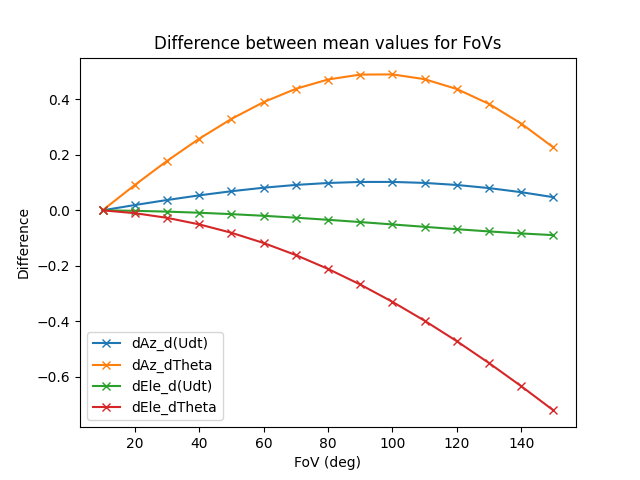 Difference between mean values for FoVs
Difference
0.4
0.2
0.0
−0.2
−0.4
−0.6
dAz_d(Udt)
dAz_dTheta
dEle_d(Udt)
dEle_dTheta
20 40 60 80 100 120 140
FoV (deg)